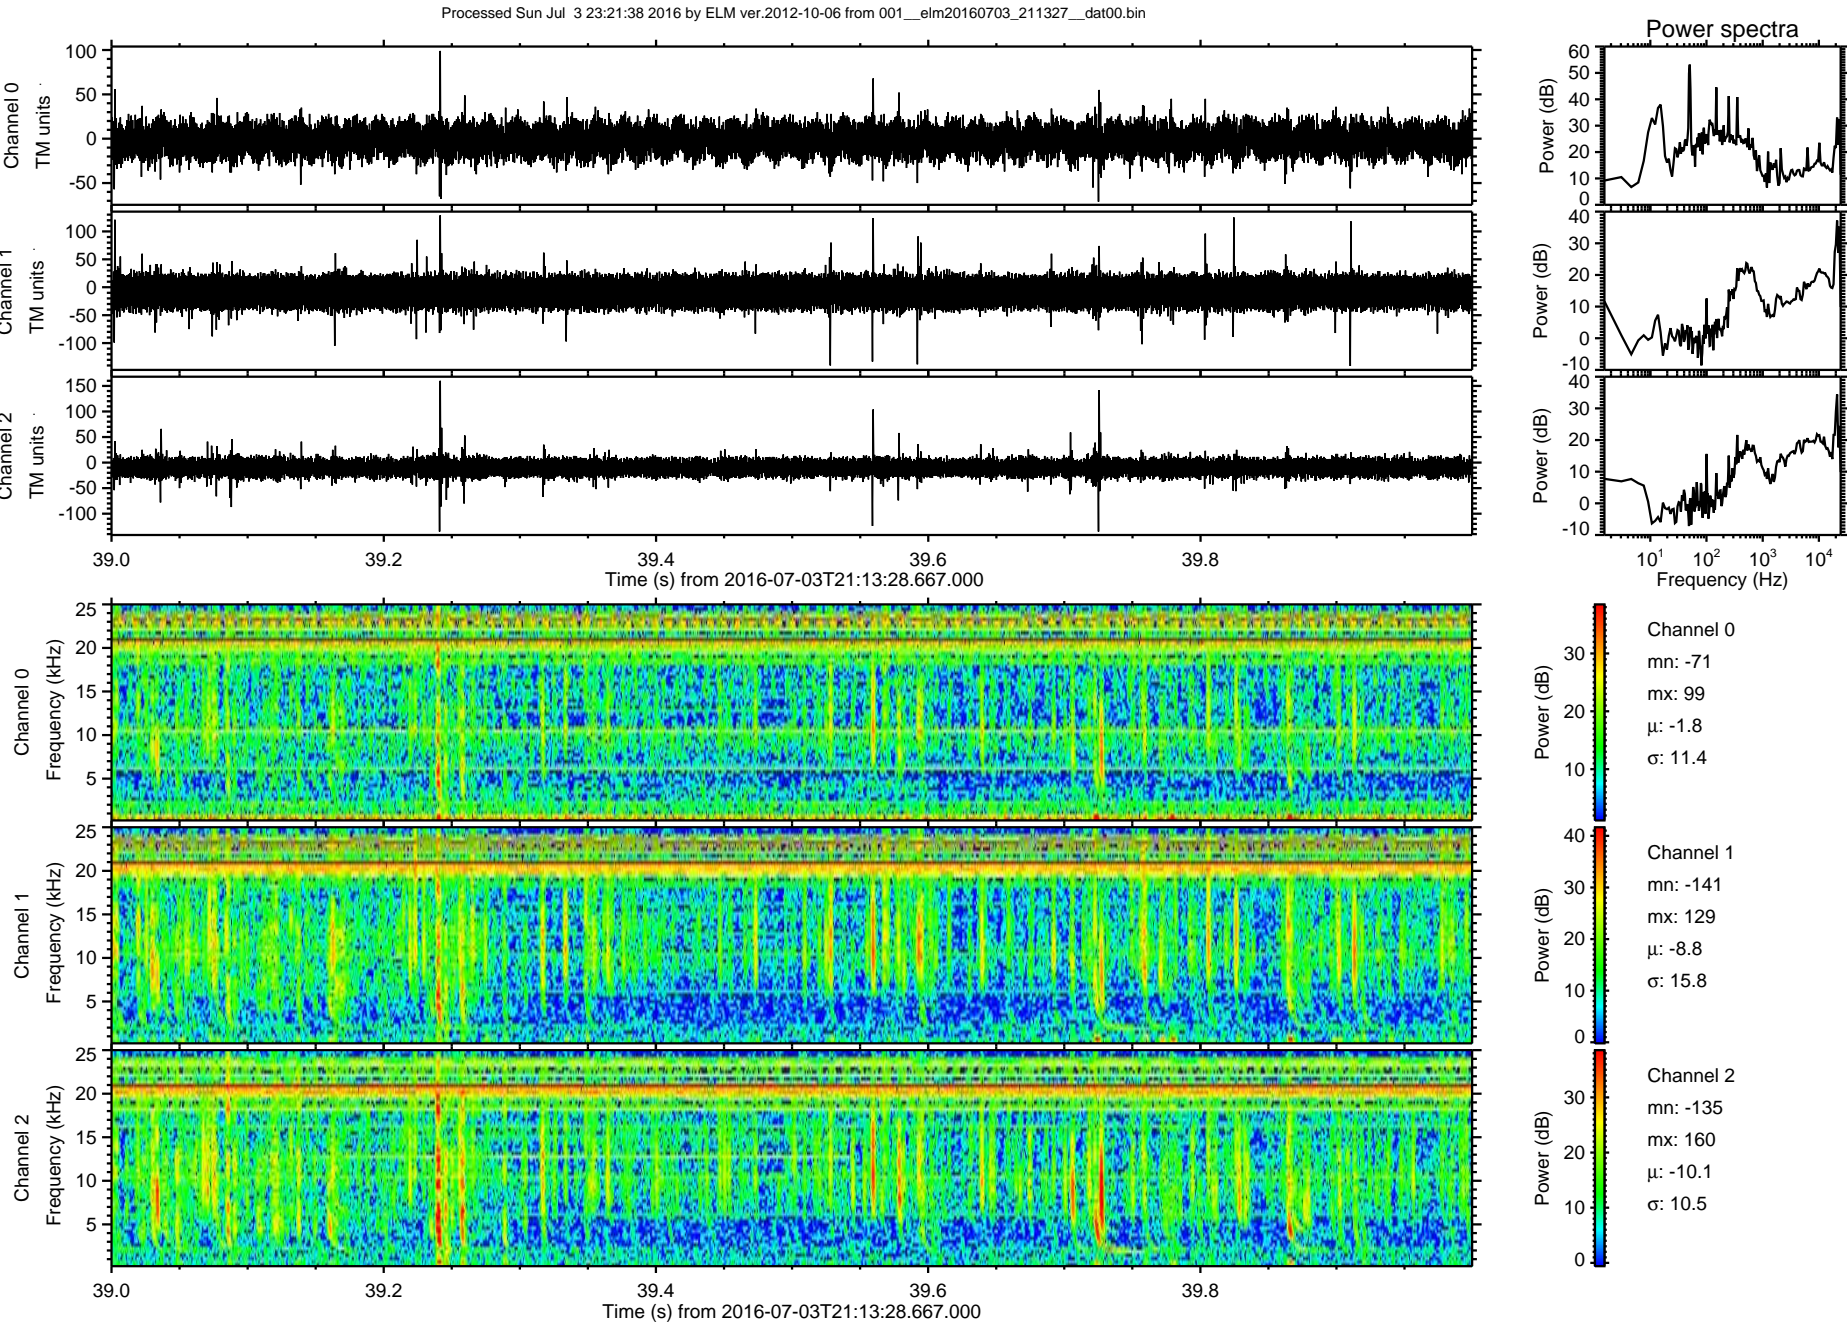 Processed Sun Jul 3 23:21:38 2016 by ELM ver.2012-10-06 from 001__elm20160703_211327__dat00.bin
Power spectra
Channel 0
TM units
100
50
0
-50
Power (dB)
60
50
40
30
20
10
0
Channel 1
TM units
100
50
0
-50
-100
Power (dB)
40
30
20
10
0
-10
Channel 2
TM units
150
100
50
0
-50
-100
Power (dB)
40
30
20
10
0
-10
39.0 39.2 39.4 39.6 39.8
Time (s) from 2016-07-03T21:13:28.667.000
10¹ 10² 10³ 10⁴
Frequency (Hz)
Channel 0
Frequency (kHz)
25
20
15
10
5
Power (dB)
30
20
10
Channel 0
mn: -71
mx: 99
μ: -1.8
σ: 11.4
Channel 1
Frequency (kHz)
25
20
15
10
5
Power (dB)
40
30
20
10
0
Channel 1
mn: -141
mx: 129
μ: -8.8
σ: 15.8
Channel 2
Frequency (kHz)
25
20
15
10
5
Power (dB)
30
20
10
0
Channel 2
mn: -135
mx: 160
μ: -10.1
σ: 10.5
39.0 39.2 39.4 39.6 39.8
Time (s) from 2016-07-03T21:13:28.667.000